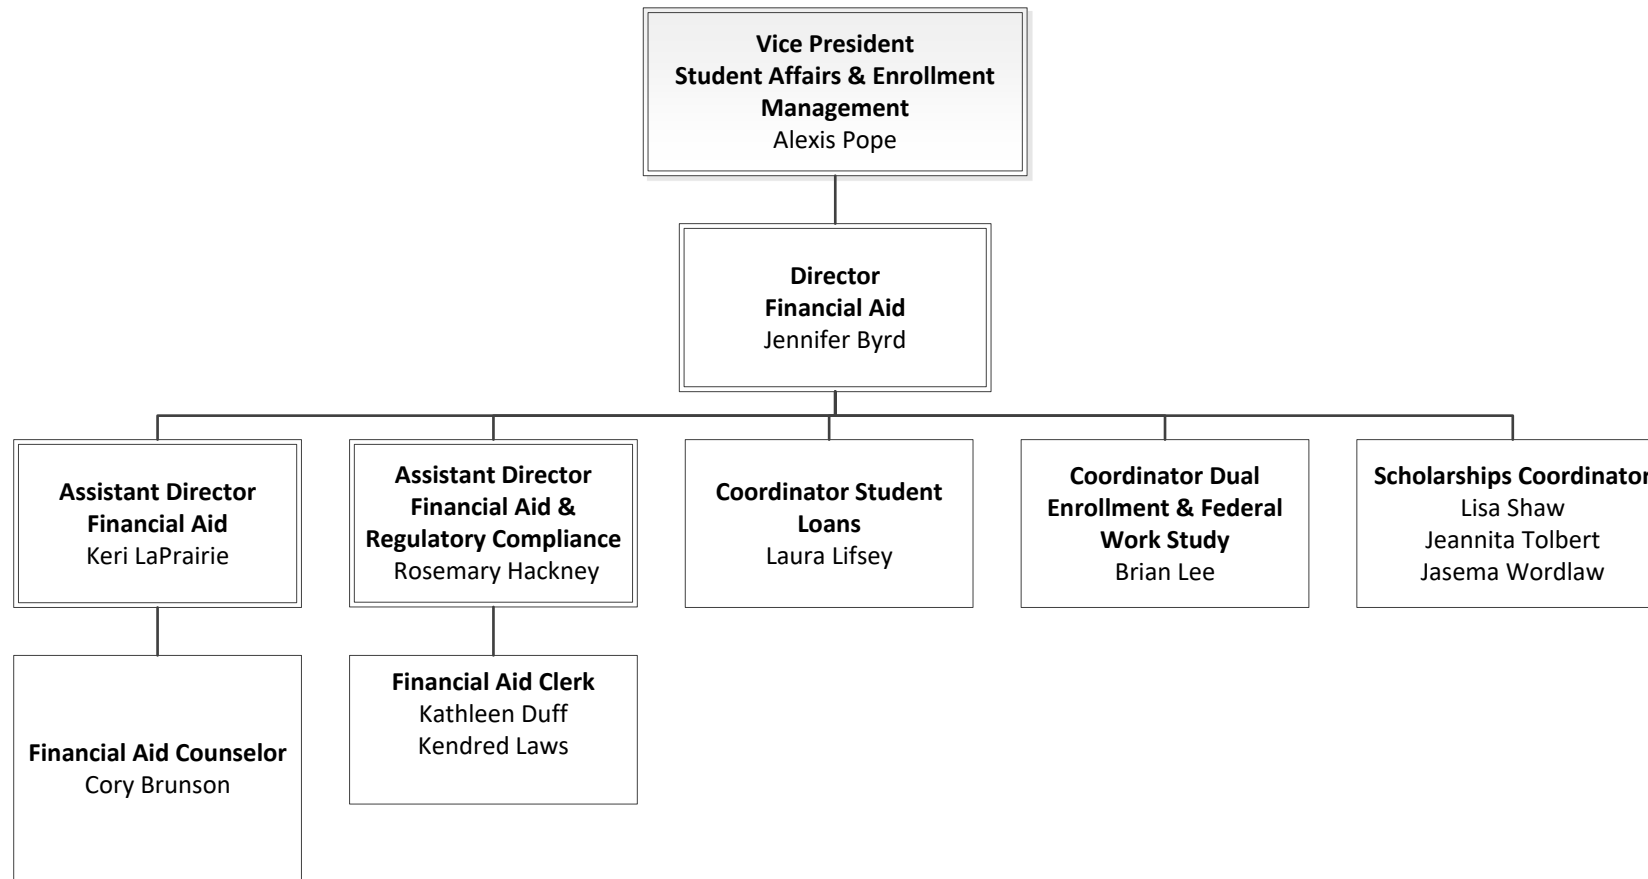 Vice President
Student Affairs & Enrollment
Management
Alexis Pope
Director
Financial Aid
Jennifer Byrd
Assistant Director
Financial Aid
Keri LaPrairie
Assistant Director
Financial Aid &
Regulatory Compliance
Rosemary Hackney
Coordinator Student
Loans
Laura Lifsey
Coordinator Dual
Enrollment & Federal
Work Study
Brian Lee
Scholarships Coordinator
Lisa Shaw
Jeannita Tolbert
Jasema Wordlaw
Financial Aid Counselor
Cory Brunson
Financial Aid Clerk
Kathleen Duff
Kendred Laws